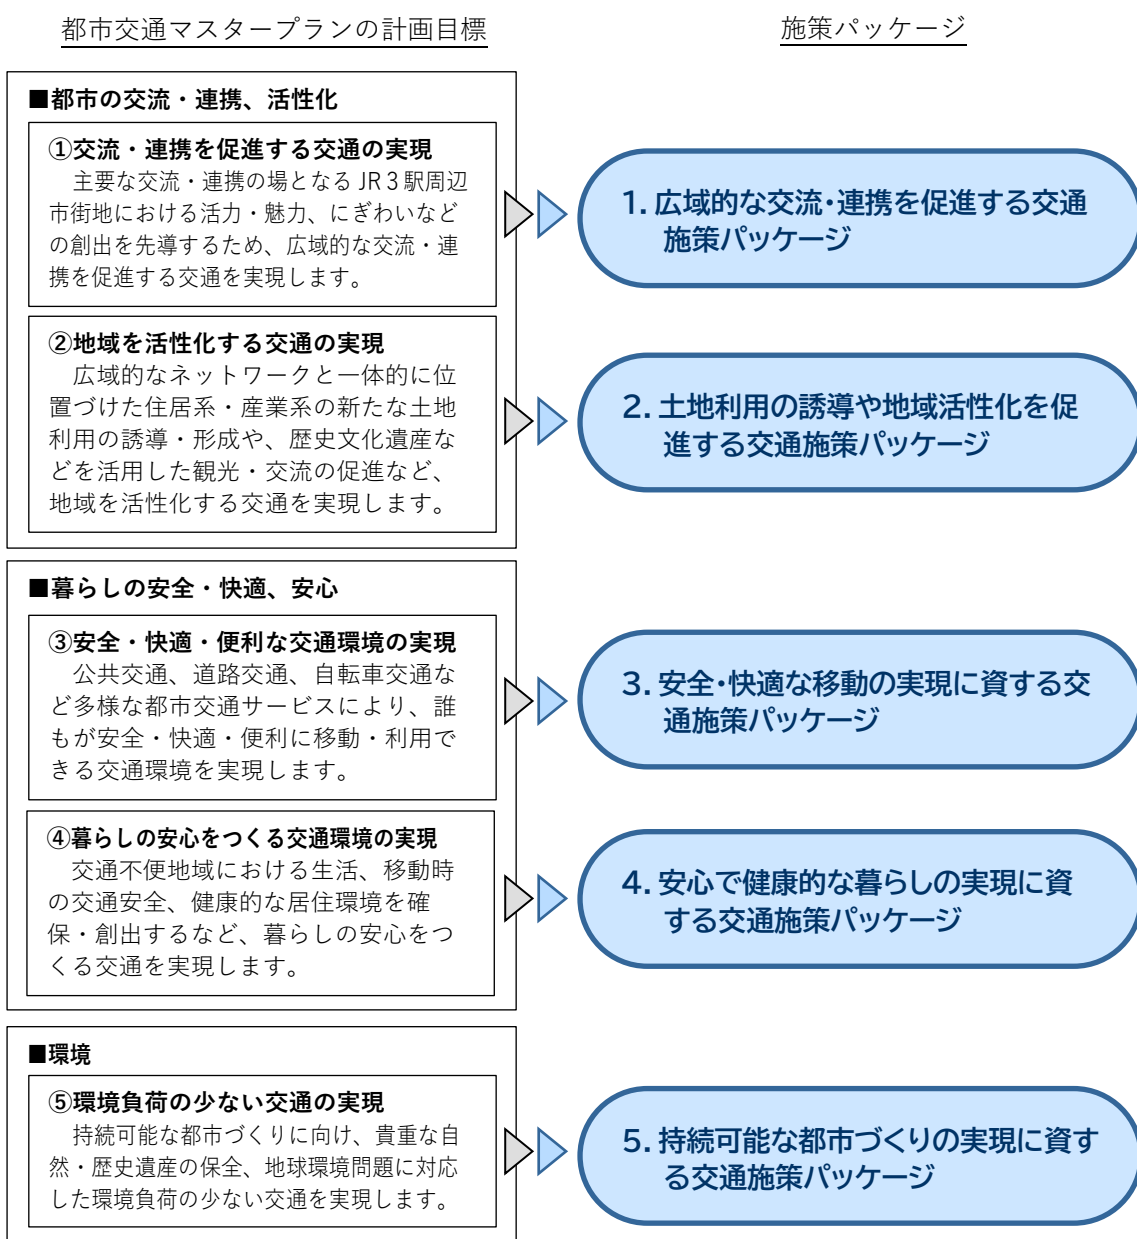 都市交通マスタープランの計画目標
施策パッケージ
■都市の交流・連携、活性化
①交流・連携を促進する交通の実現
主要な交流・連携の場となる JR３駅周辺
市街地における活力・魅力、にぎわいなど
の創出を先導するため、広域的な交流・連
携を促進する交通を実現します。
1. 広域的な交流・連携を促進する交通
施策パッケージ
②地域を活性化する交通の実現
広域的なネットワークと一体的に位
置づけた住居系・産業系の新たな土地
利用の誘導・形成や、歴史文化遺産な
どを活用した観光・交流の促進など、
地域を活性化する交通を実現します。
2. 土地利用の誘導や地域活性化を促
進する交通施策パッケージ
■暮らしの安全・快適、安心
③安全・快適・便利な交通環境の実現
公共交通、道路交通、自転車交通な
ど多様な都市交通サービスにより、誰
もが安全・快適・便利に移動・利用で
きる交通環境を実現します。
3. 安全・快適な移動の実現に資する交
通施策パッケージ
④暮らしの安心をつくる交通環境の実現
交通不便地域における生活、移動時
の交通安全、健康的な居住環境を確
保・創出するなど、暮らしの安心をつ
くる交通を実現します。
4. 安心で健康的な暮らしの実現に資
する交通施策パッケージ
■環境
⑤環境負荷の少ない交通の実現
持続可能な都市づくりに向け、貴重な自
然・歴史遺産の保全、地球環境問題に対応
した環境負荷の少ない交通を実現します。
5. 持続可能な都市づくりの実現に資す
る交通施策パッケージ